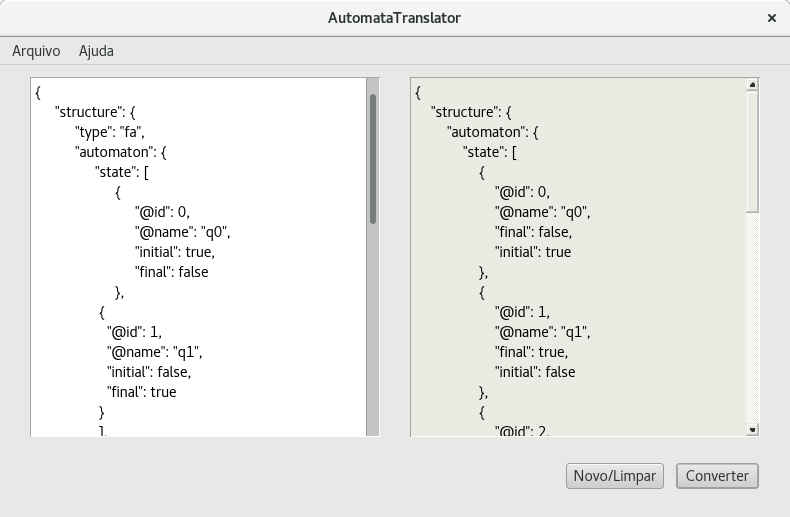 AutomataTranslator
Arquivo Ajuda
{
"structure": {
"type": "fa",
"automaton": {
"state": [
{
"@id": 0,
"@name": "q0",
"initial": true,
"final": false
},
{
"@id": 1,
"@name": "q1",
"initial": false,
"final": true
}
],
{
"structure": {
"automaton": {
"state": [
{
"@id": 0,
"@name": "q0",
"final": false,
"initial": true
},
{
"@id": 1,
"@name": "q1",
"final": true,
"initial": false
},
{
"@id": 2,
Novo/Limpar Converter